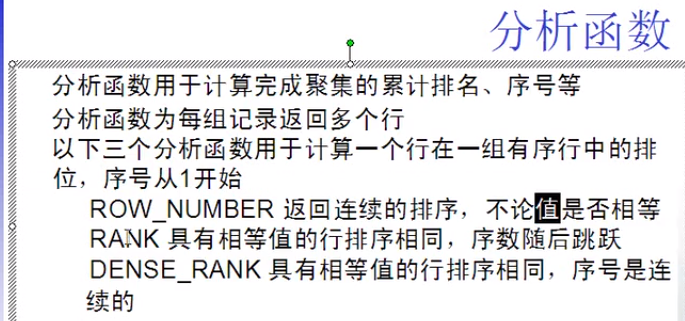 分析函数
分析函数用于计算完成聚集的累计排名、序号等
分析函数为每组记录返回多个行
以下三个分析函数用于计算一个行在一组有序行中的排
位，序号从1开始
ROW_NUMBER 返回连续的排序，不论值是否相等
RANK 具有相等值的行排序相同，序数随后跳跃
DENSE_RANK 具有相等值的行排序相同，序号是连
续的